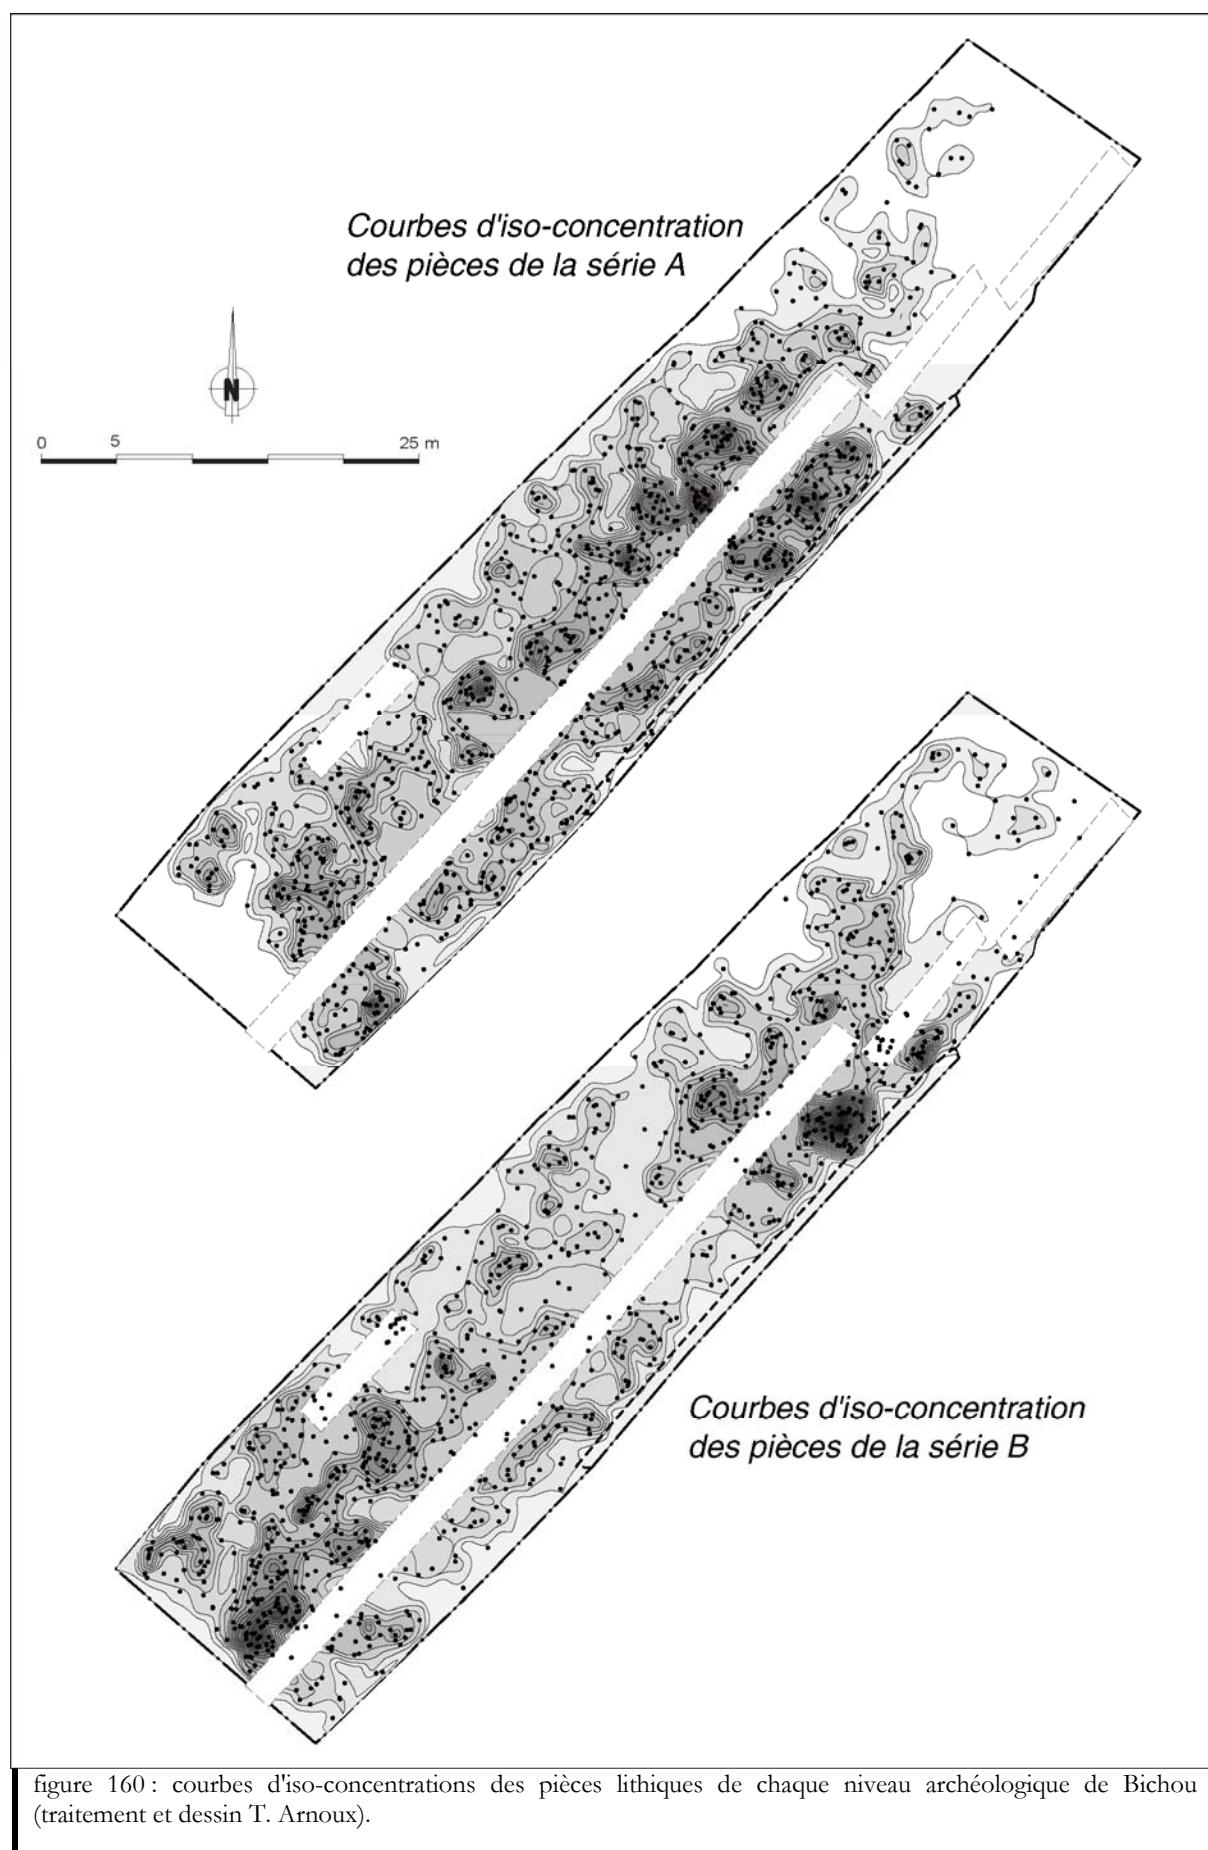 Courbes d'iso-concentration
des pièces de la série A
N
0 5 25 m
Courbes d'iso-concentration
des pièces de la série B
figure 160 : courbes d'iso-concentrations des pièces lithiques de chaque niveau archéologique de Bichou
(traitement et dessin T. Arnoux).